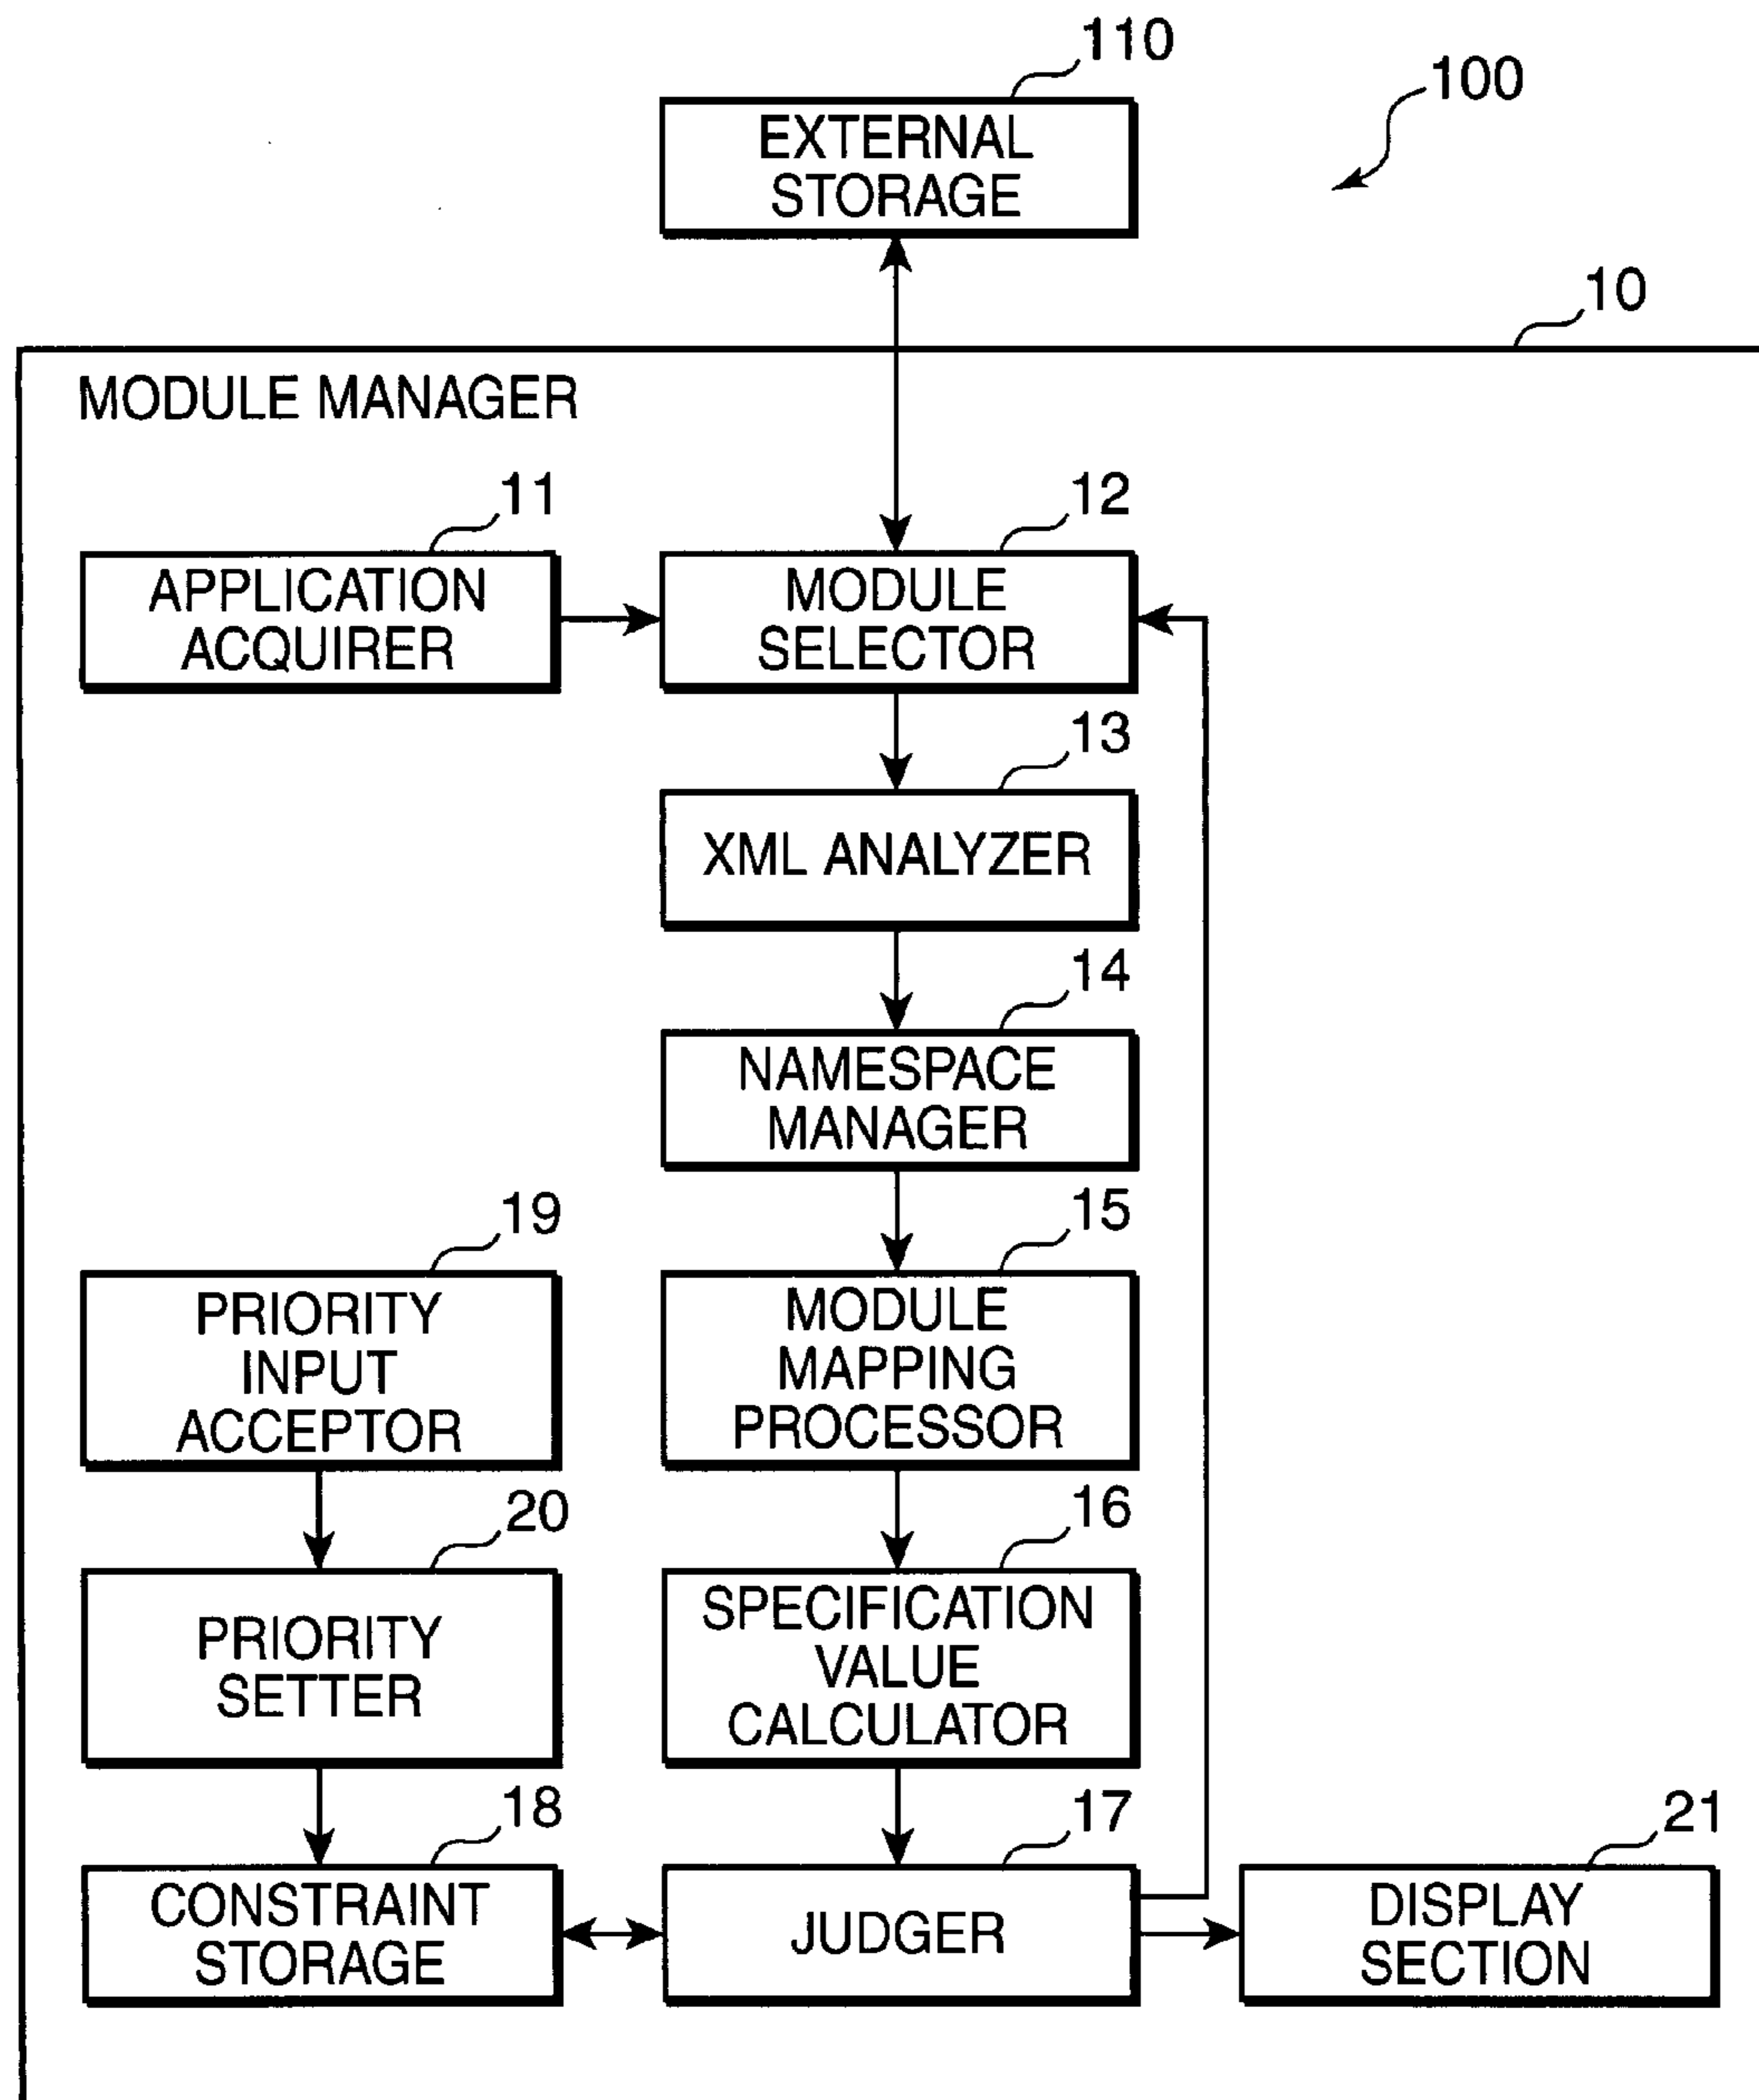 110
100
EXTERNAL
STORAGE
10
MODULE MANAGER
11
APPLICATION
ACQUIRER
12
MODULE
SELECTOR
13
XML ANALYZER
14
NAMESPACE
MANAGER
19
PRIORITY
INPUT
ACCEPTOR
15
MODULE
MAPPING
PROCESSOR
20
PRIORITY
SETTER
16
SPECIFICATION
VALUE
CALCULATOR
18
CONSTRAINT
STORAGE
17
JUDGER
21
DISPLAY
SECTION